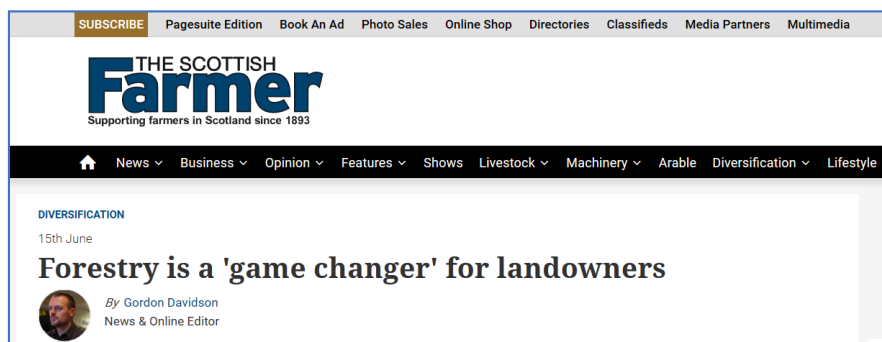 SUBSCRIBE Pagesuite Edition Book An Ad Photo Sales Online Shop Directories Classifieds Media Partners Multimedia
THE SCOTTISH
Farmer
Supporting farmers in Scotland since 1893
News Business Opinion Features Shows Livestock Machinery Arable Diversification Lifestyle
DIVERSIFICATION
15th June
Forestry is a 'game changer' for landowners
By Gordon Davidson
News & Online Editor